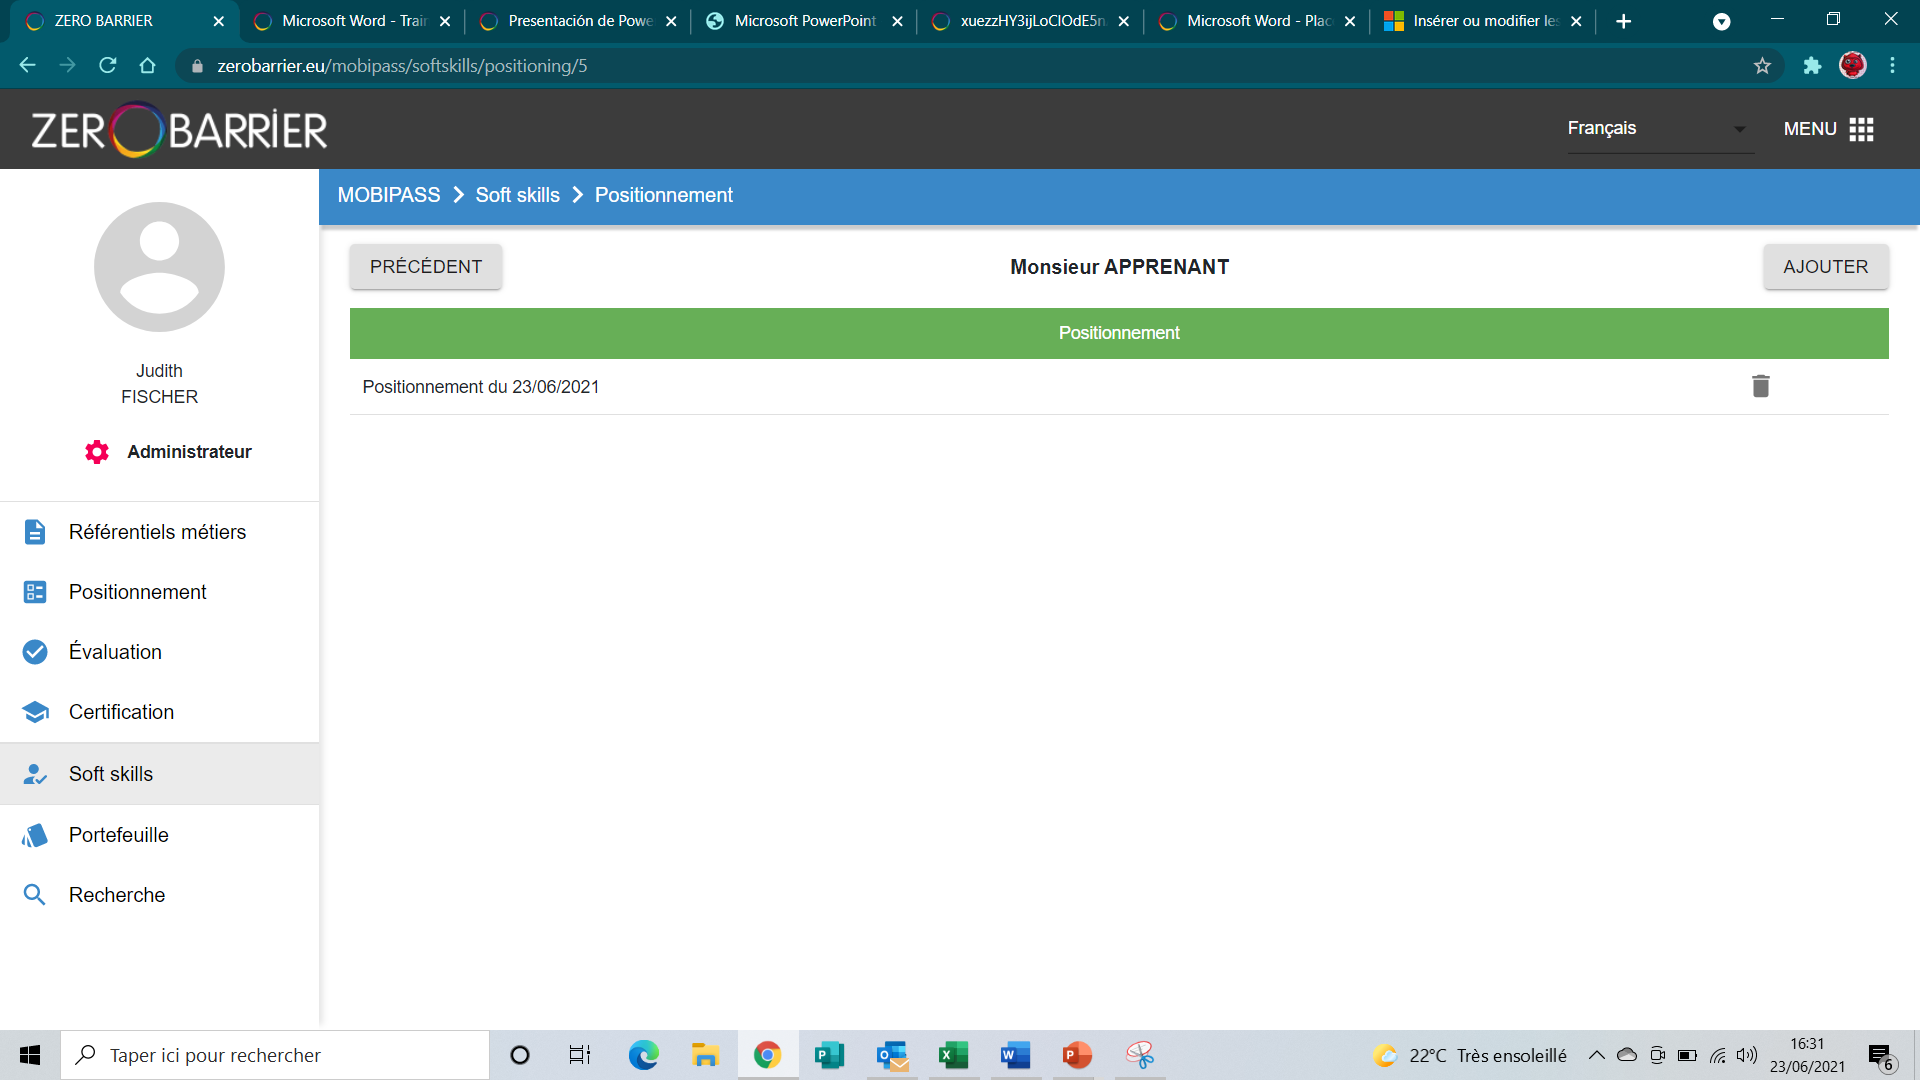 ZERO BARRIER
Microsoft Word - Trai
Presentación de Powe
Microsoft PowerPoint
xuezzHY3ijLoClOdE5n
Microsoft Word - Plac
Insérer ou modifier les
zerobarrier.eu/mobipass/softskills/positioning/5
ZEROBARRIER
Français
MENU
MOBIPASS > Soft skills > Positionnement
PRÉCÉDENT
Monsieur APPRENANT
AJOUTER
Positionnement
Positionnement du 23/06/2021
Judith
FISCHER
Administrateur
Référentiels métiers
Positionnement
Évaluation
Certification
Soft skills
Portefeuille
Recherche
Taper ici pour rechercher
22°C Très ensoleillé
16:31
23/06/2021
6